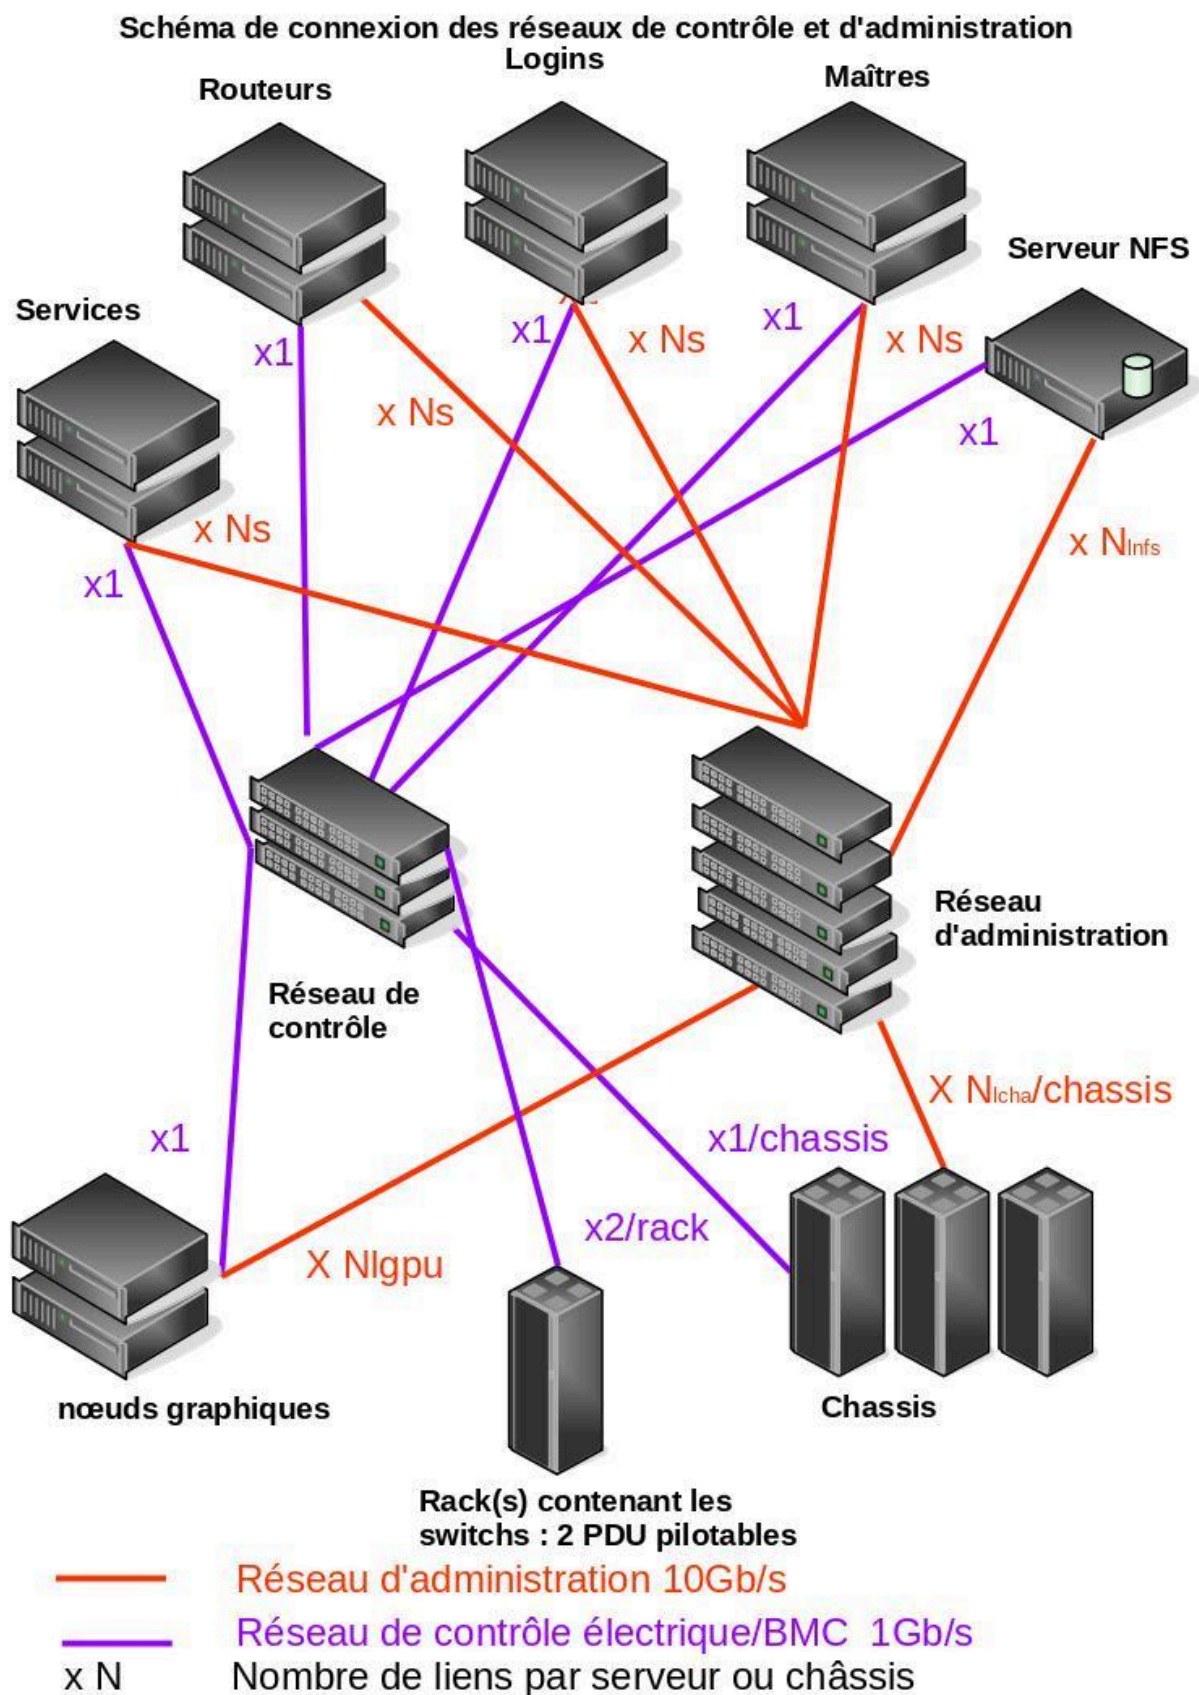 Schéma de connexion des réseaux de contrôle et d'administration
Logins
Routeurs
Maîtres
Serveur NFS
Services
x1
x Ns
x1
x Ns
x1
x Ns
x1
x Ns
x1
x Ns
x1
x Nlnfs
Réseau
d'administration
Réseau de
contrôle
X Nlcha/chassis
x1
x1/chassis
x2/rack
X Nlgpu
nœuds graphiques
Chassis
Rack(s) contenant les
switchs : 2 PDU pilotables
Réseau d'administration 10Gb/s
Réseau de contrôle électrique/BMC 1Gb/s
x N Nombre de liens par serveur ou châssis